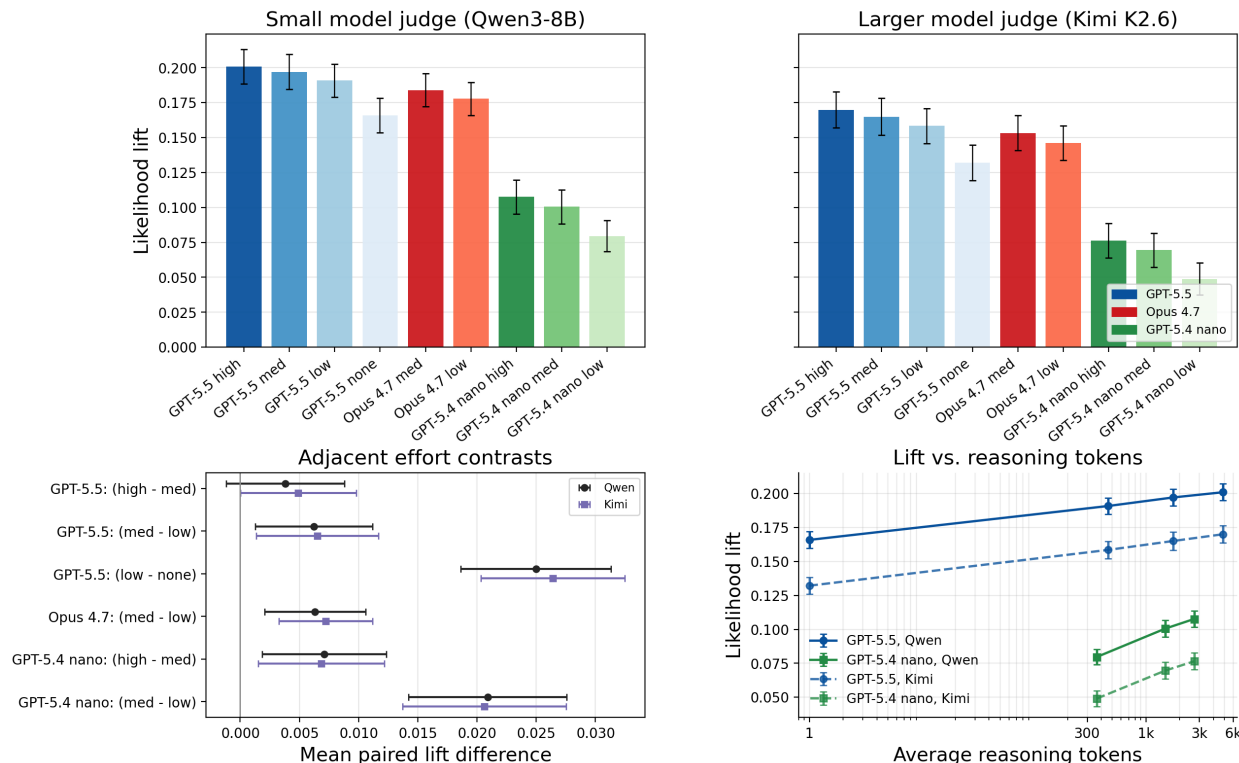 Small model judge (Qwen3-8B)
Likelihood lift
0.200
0.175
0.150
0.125
0.100
0.075
0.050
0.025
0.000
GPT-5.5 high
GPT-5.5 med
GPT-5.5 low
GPT-5.5 none
Opus 4.7 med
Opus 4.7 low
GPT-5.4 nano high
GPT-5.4 nano med
GPT-5.4 nano low
Larger model judge (Kimi K2.6)
GPT-5.5
Opus 4.7
GPT-5.4 nano
GPT-5.5 high
GPT-5.5 med
GPT-5.5 low
GPT-5.5 none
Opus 4.7 med
Opus 4.7 low
GPT-5.4 nano high
GPT-5.4 nano med
GPT-5.4 nano low
Adjacent effort contrasts
GPT-5.5: (high - med)
GPT-5.5: (med - low)
GPT-5.5: (low - none)
Opus 4.7: (med - low)
GPT-5.4 nano: (high - med)
GPT-5.4 nano: (med - low)
Qwen
Kimi
0.000 0.005 0.010 0.015 0.020 0.025 0.030
Mean paired lift difference
Lift vs. reasoning tokens
Likelihood lift
0.200
0.175
0.150
0.125
0.100
0.075
0.050
GPT-5.5, Qwen
GPT-5.4 nano, Qwen
GPT-5.5, Kimi
GPT-5.4 nano, Kimi
1 300 1k 3k 6k
Average reasoning tokens